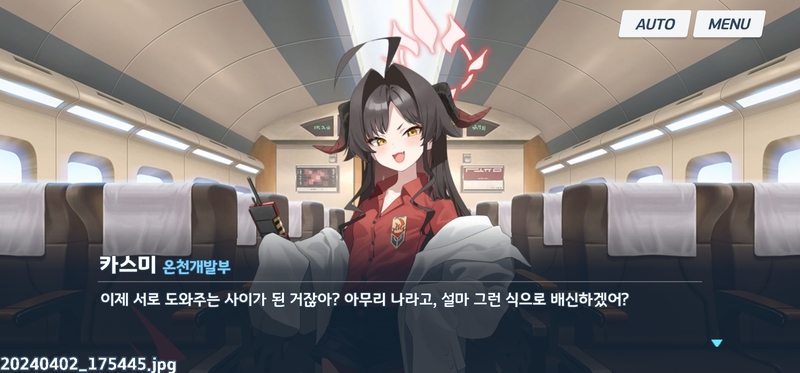 AUTO MENU
카스미 온천개발부
이제 서로 도와주는 사이가 된 거잖아? 아무리 나라고, 설마 그런 식으로 배신하겠어?
20240402_175445.jpg